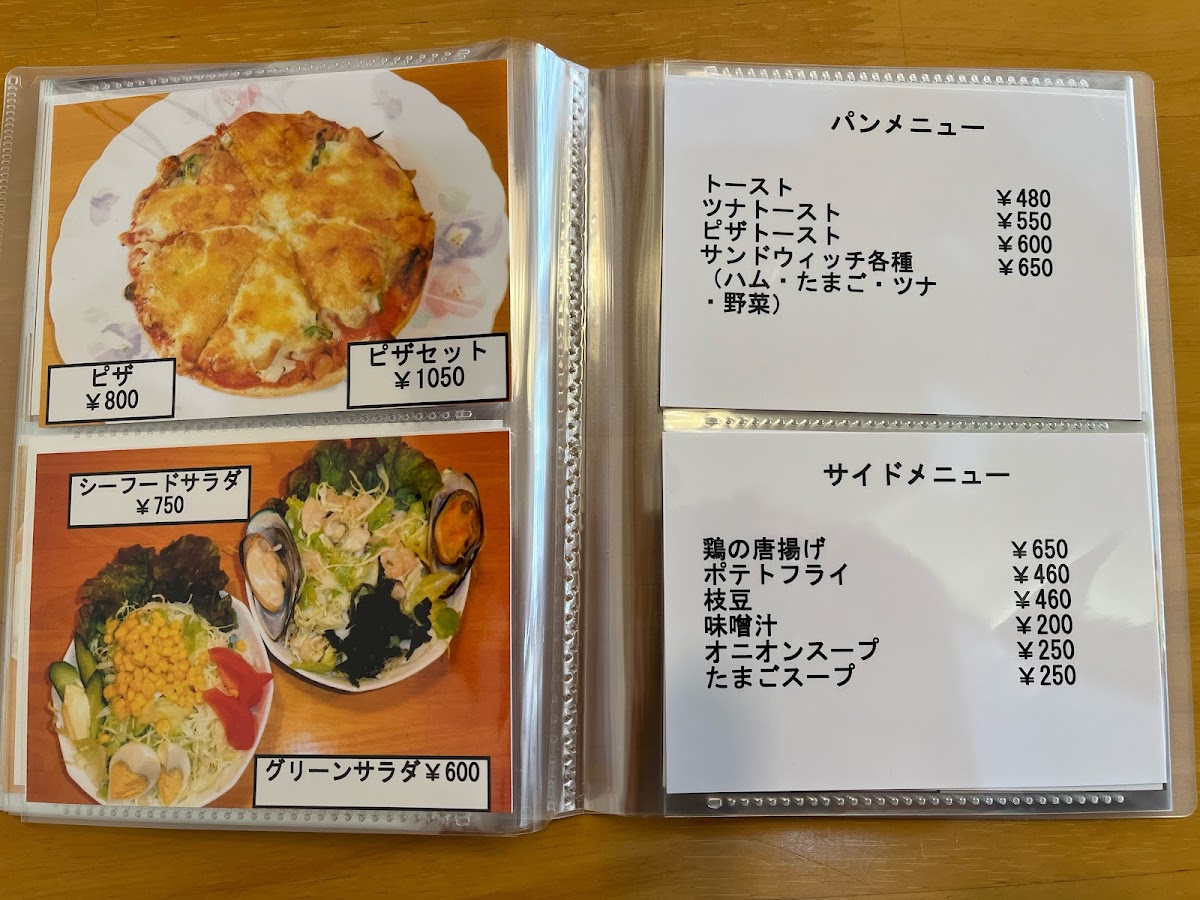 ピザ
¥800
ピザセット
¥1050
シーフードサラダ
¥750
グリーンサラダ¥600
パンメニュー
トースト ¥480
ツナトースト ¥550
ピザトースト ¥600
サンドウィッチ各種 ¥650
（ハム・たまご・ツナ
・野菜）
サイドメニュー
鶏の唐揚げ ¥650
ポテトフライ ¥460
枝豆 ¥460
味噌汁 ¥200
オニオンスープ ¥250
たまごスープ ¥250